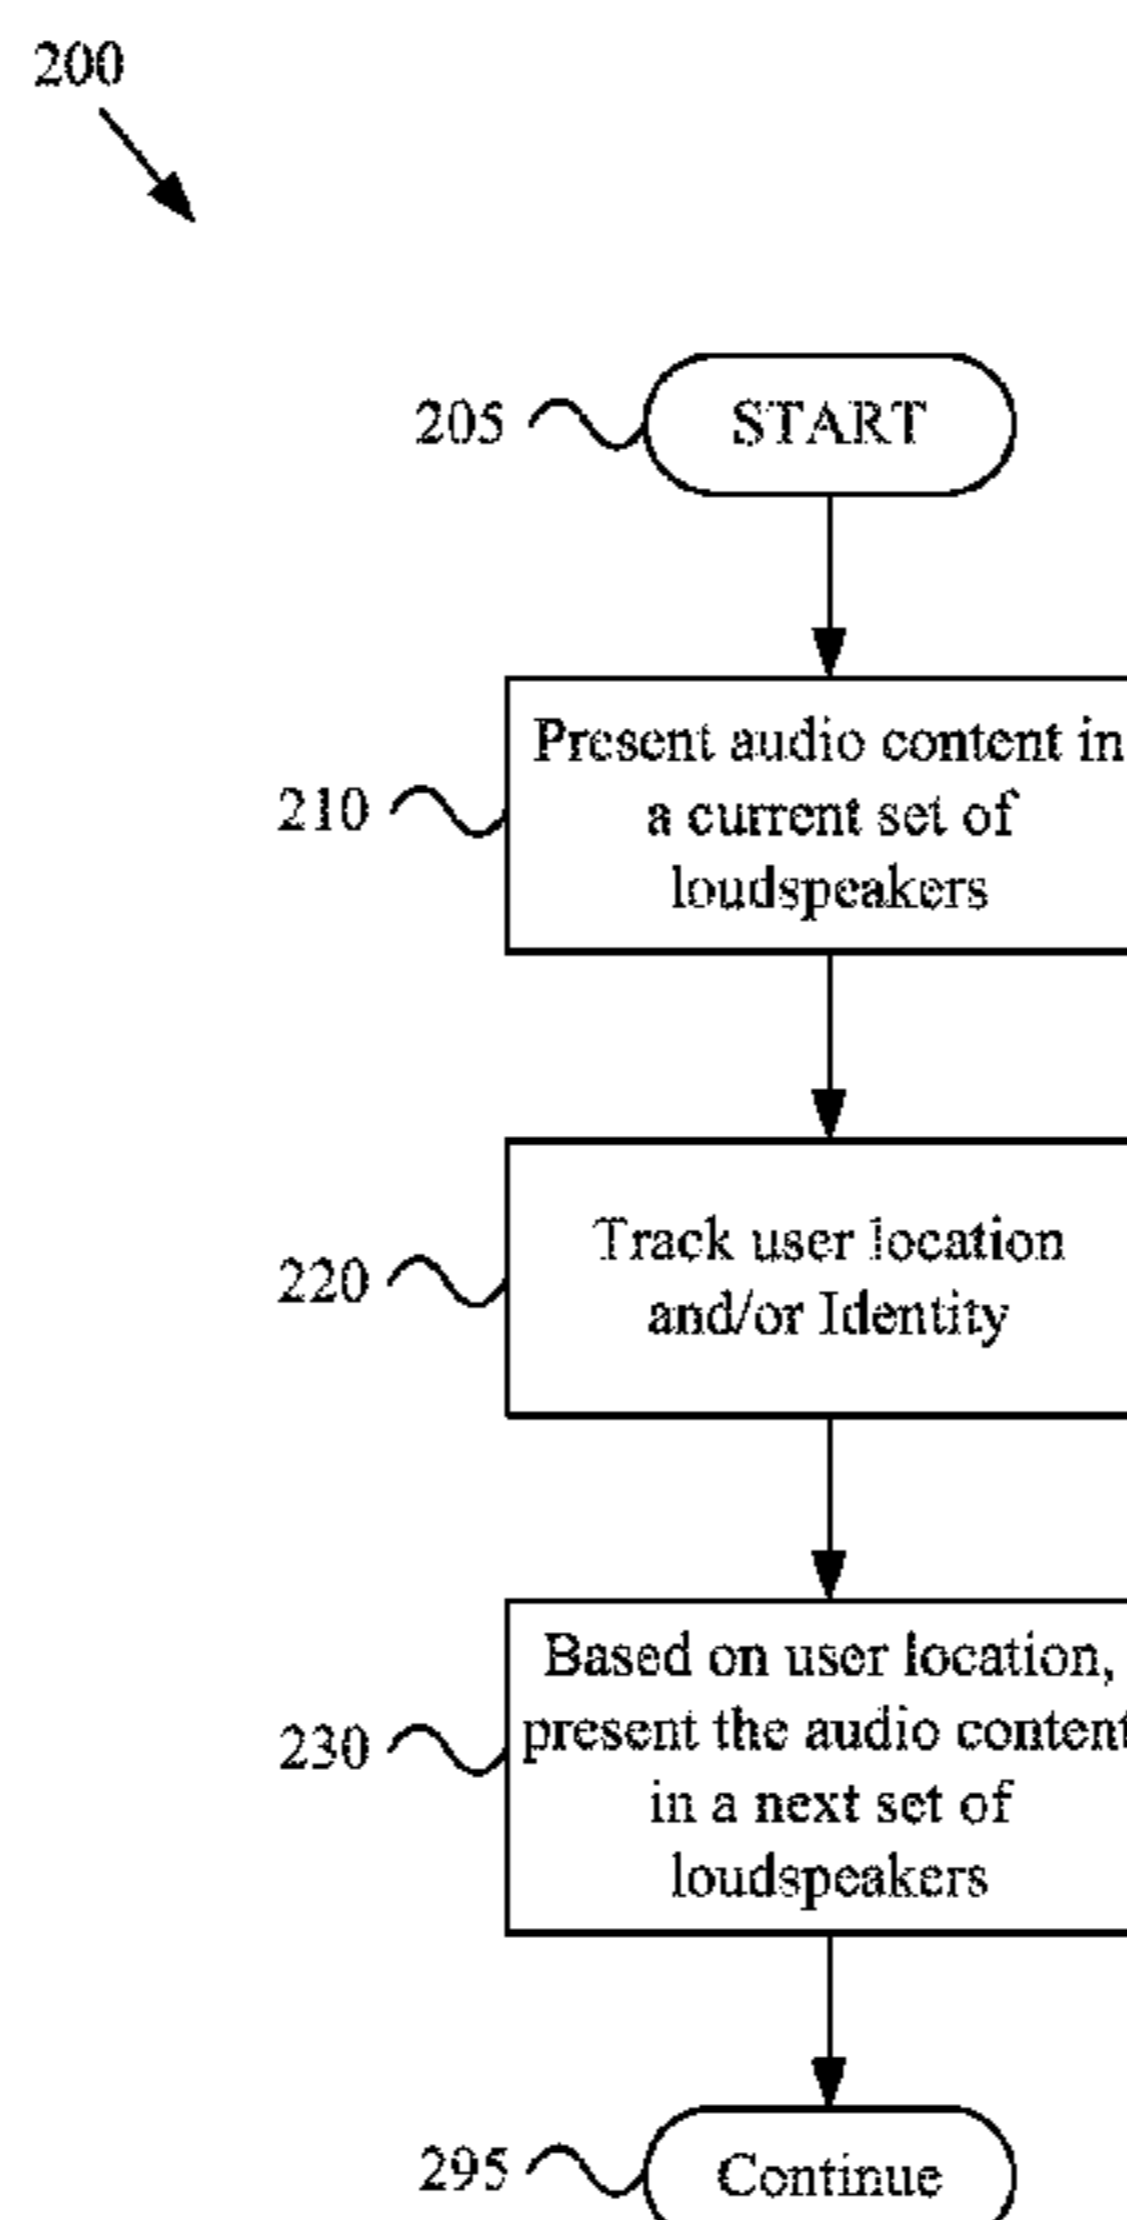 200
205
START
210
Present audio content in
a current set of
loudspeakers
220
Track user location
and/or Identity
230
Based on user location,
present the audio content
in a next set of
loudspeakers
295
Continue